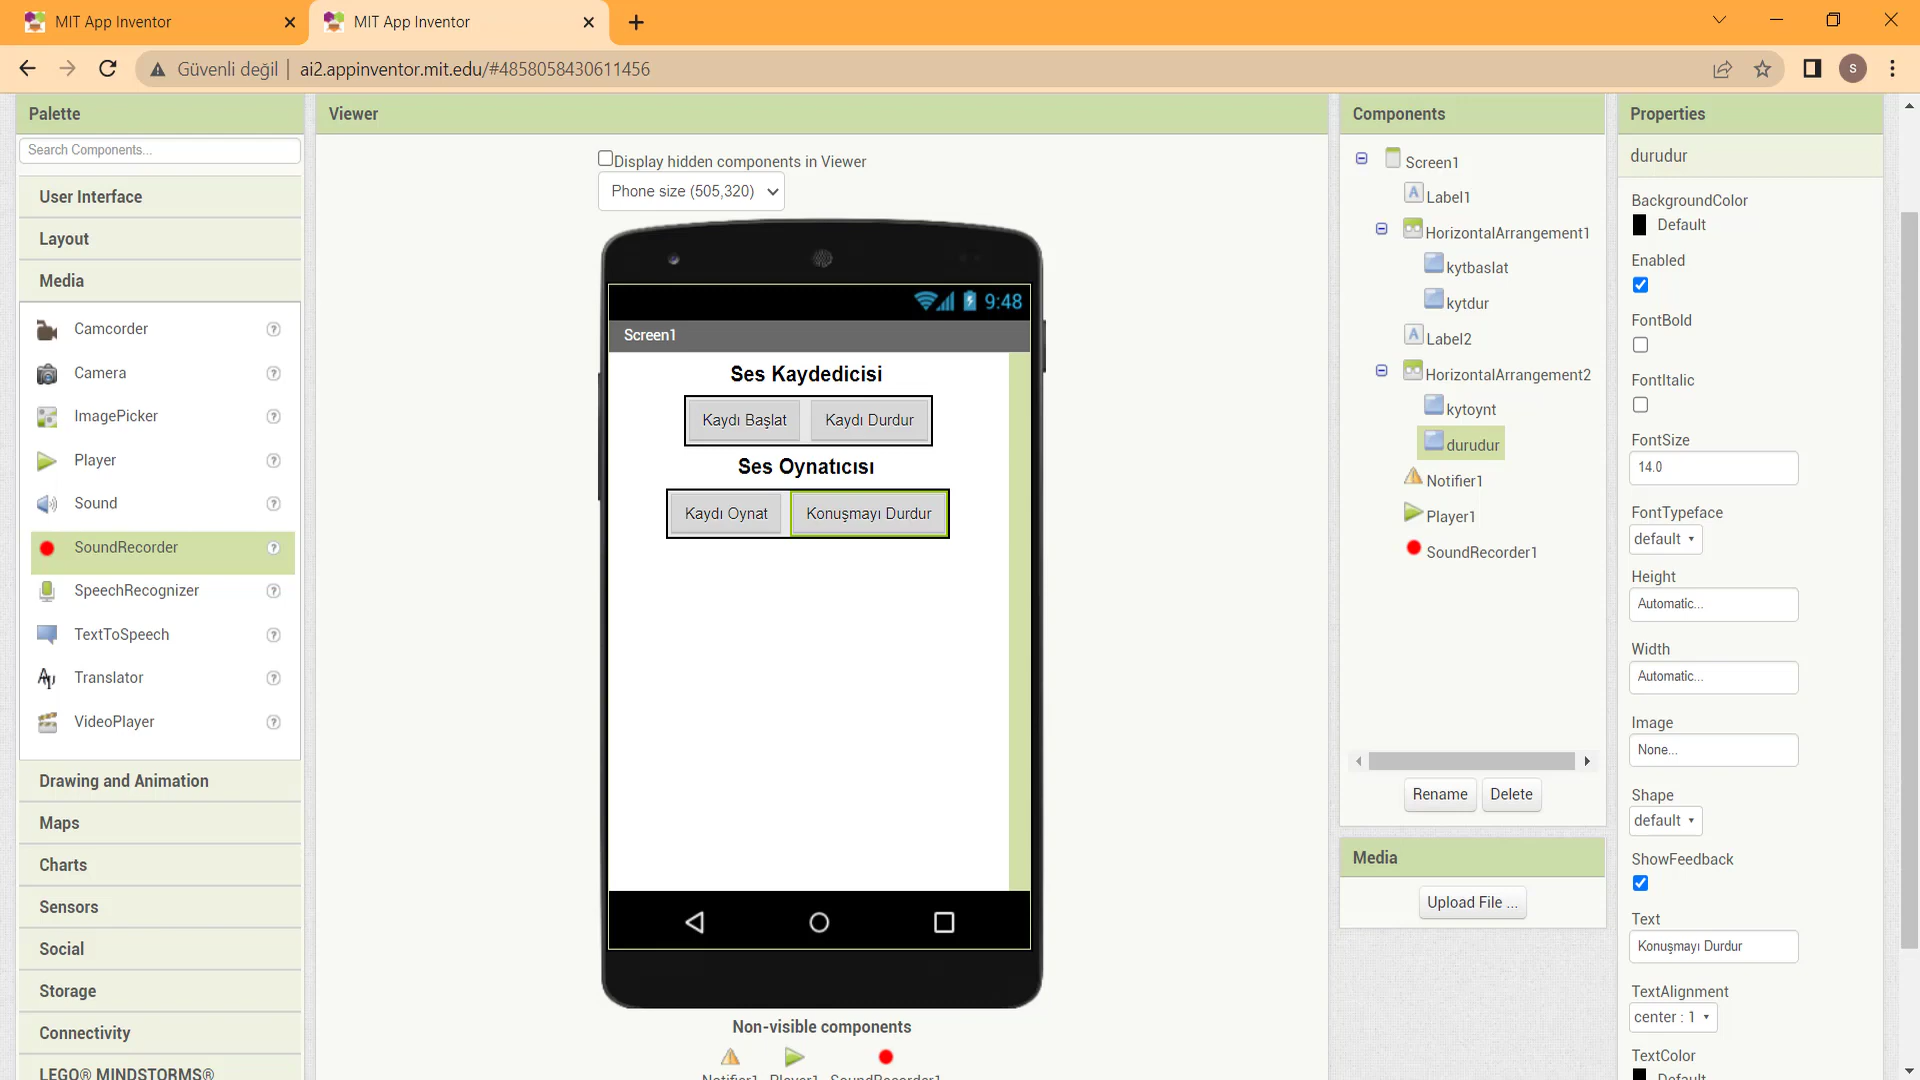 MIT App Inventor
MIT App Inventor
Güvenli değil
ai2.appinventor.mit.edu/#4858058430611456
S
Palette
Search Components...
User Interface
Layout
Media
Camcorder
Camera
ImagePicker
Player
Sound
SoundRecorder
SpeechRecognizer
TextToSpeech
Translator
VideoPlayer
Drawing and Animation
Maps
Charts
Sensors
Social
Storage
Connectivity
LEGO® MINDSTORMS®
Viewer
Display hidden components in Viewer
Phone size (505,320)
9:48
Screen1
Ses Kaydedicisi
Kaydı Başlat
Kaydı Durdur
Ses Oynatıcısı
Kaydı Oynat
Konuşmayı Durdur
Non-visible components
Notifier1
Player1
SoundRecorder1
Components
Screen1
Label1
HorizontalArrangement1
kytbaslat
kytdur
Label2
HorizontalArrangement2
kytoynt
durudur
Notifier1
Player1
SoundRecorder1
Rename
Delete
Media
Upload File ...
Properties
durudur
BackgroundColor
Default
Enabled
FontBold
FontItalic
FontSize
14.0
FontTypeface
default
Height
Automatic...
Width
Automatic...
Image
None...
Shape
default
ShowFeedback
Text
Konuşmayı Durdur
TextAlignment
center : 1
TextColor
Default